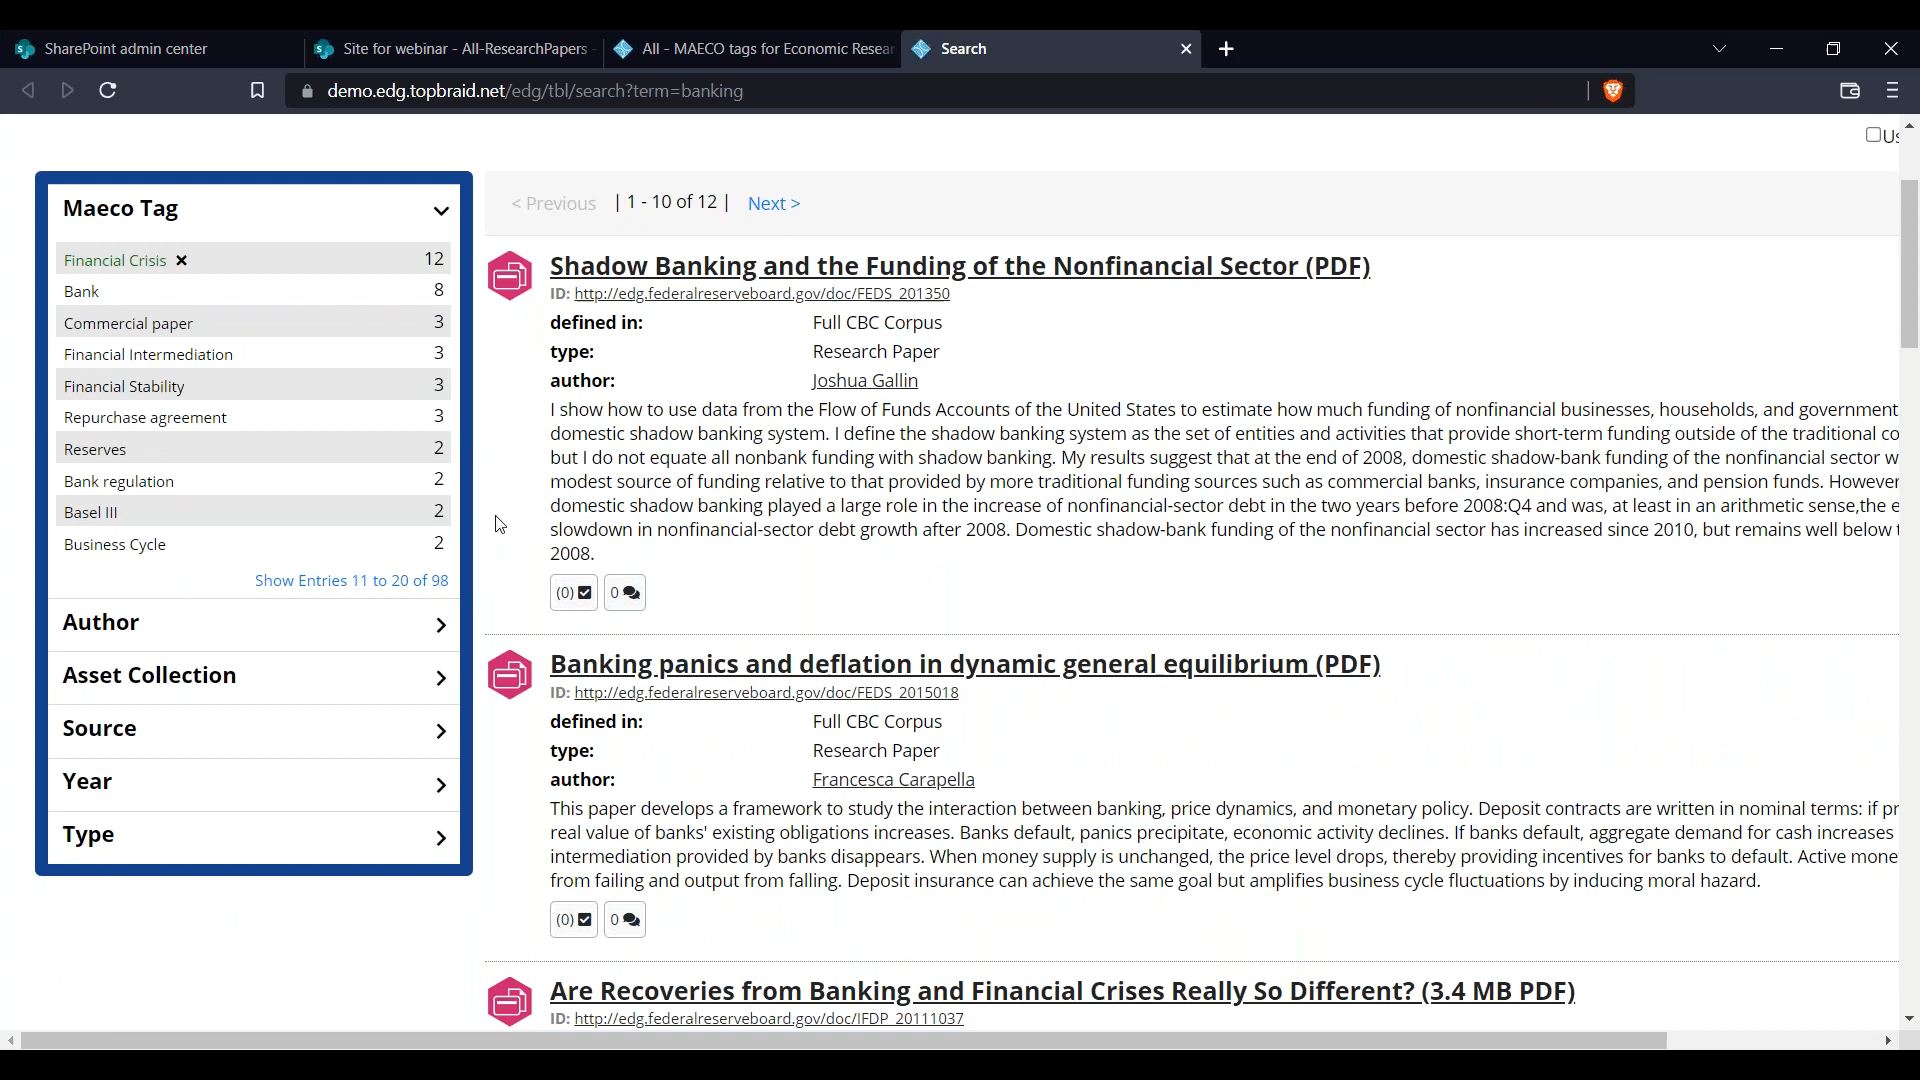 SharePoint admin center
Site for webinar - All-ResearchPapers -
All - MAECO tags for Economic Resear
Search
demo.edg.topbraid.net/edg/tbl/search?term=banking
Us
Maeco Tag
Financial Crisis × 12
Bank 8
Commercial paper 3
Financial Intermediation 3
Financial Stability 3
Repurchase agreement 3
Reserves 2
Bank regulation 2
Basel III 2
Business Cycle 2
Show Entries 11 to 20 of 98
Author
Asset Collection
Source
Year
Type
< Previous | 1 - 10 of 12 | Next >
Shadow Banking and the Funding of the Nonfinancial Sector (PDF)
ID: http://edg.federalreserveboard.gov/doc/FEDS_201350
defined in: Full CBC Corpus
type: Research Paper
author: Joshua Gallin
I show how to use data from the Flow of Funds Accounts of the United States to estimate how much funding of nonfinancial businesses, households, and government
domestic shadow banking system. I define the shadow banking system as the set of entities and activities that provide short-term funding outside of the traditional co
but I do not equate all nonbank funding with shadow banking. My results suggest that at the end of 2008, domestic shadow-bank funding of the nonfinancial sector w
modest source of funding relative to that provided by more traditional funding sources such as commercial banks, insurance companies, and pension funds. However
domestic shadow banking played a large role in the increase of nonfinancial-sector debt in the two years before 2008:Q4 and was, at least in an arithmetic sense,the e
slowdown in nonfinancial-sector debt growth after 2008. Domestic shadow-bank funding of the nonfinancial sector has increased since 2010, but remains well below t
2008.
(0) 0
Banking panics and deflation in dynamic general equilibrium (PDF)
ID: http://edg.federalreserveboard.gov/doc/FEDS_2015018
defined in: Full CBC Corpus
type: Research Paper
author: Francesca Carapella
This paper develops a framework to study the interaction between banking, price dynamics, and monetary policy. Deposit contracts are written in nominal terms: if pr
real value of banks' existing obligations increases. Banks default, panics precipitate, economic activity declines. If banks default, aggregate demand for cash increases
intermediation provided by banks disappears. When money supply is unchanged, the price level drops, thereby providing incentives for banks to default. Active mone
from failing and output from falling. Deposit insurance can achieve the same goal but amplifies business cycle fluctuations by inducing moral hazard.
(0) 0
Are Recoveries from Banking and Financial Crises Really So Different? (3.4 MB PDF)
ID: http://edg.federalreserveboard.gov/doc/IFDP_20111037